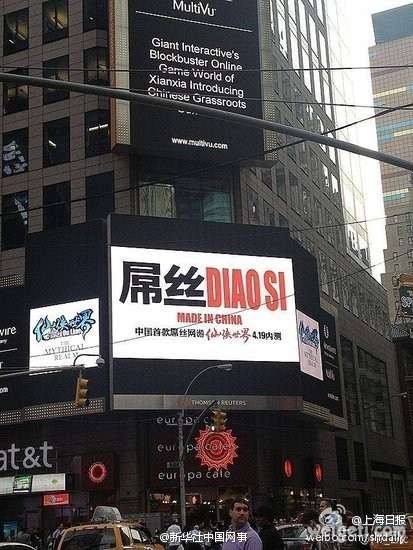 MultiVu™
Giant Interactive's
Blockbuster Online
Game World of
Xianxia Introducing
Chinese Grassroots
www.multivu.com
屌丝DIAOSI
MADE IN CHINA
中国首款屌丝网游 仙侠世界 4.19内测
仙侠世界
THE
MYTHICAL
REALM
THOMSON REUTERS
at&t
europa cafe
europa cafe
@上海日报
@新华社中国网事
weibo.com/shdaily